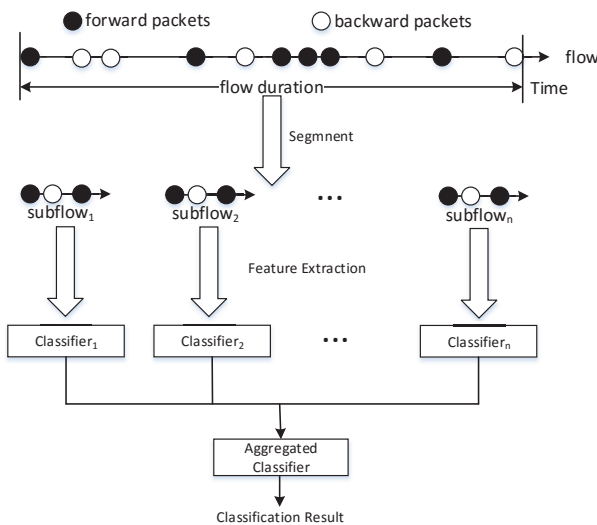 forward packets
backward packets
flow
flow duration
Time
Segmnent
...
subflow1
subflow2
subflown
Feature Extraction
Classifier1
Classifier2
...
Classifiern
Aggregated
Classifier
Classification Result